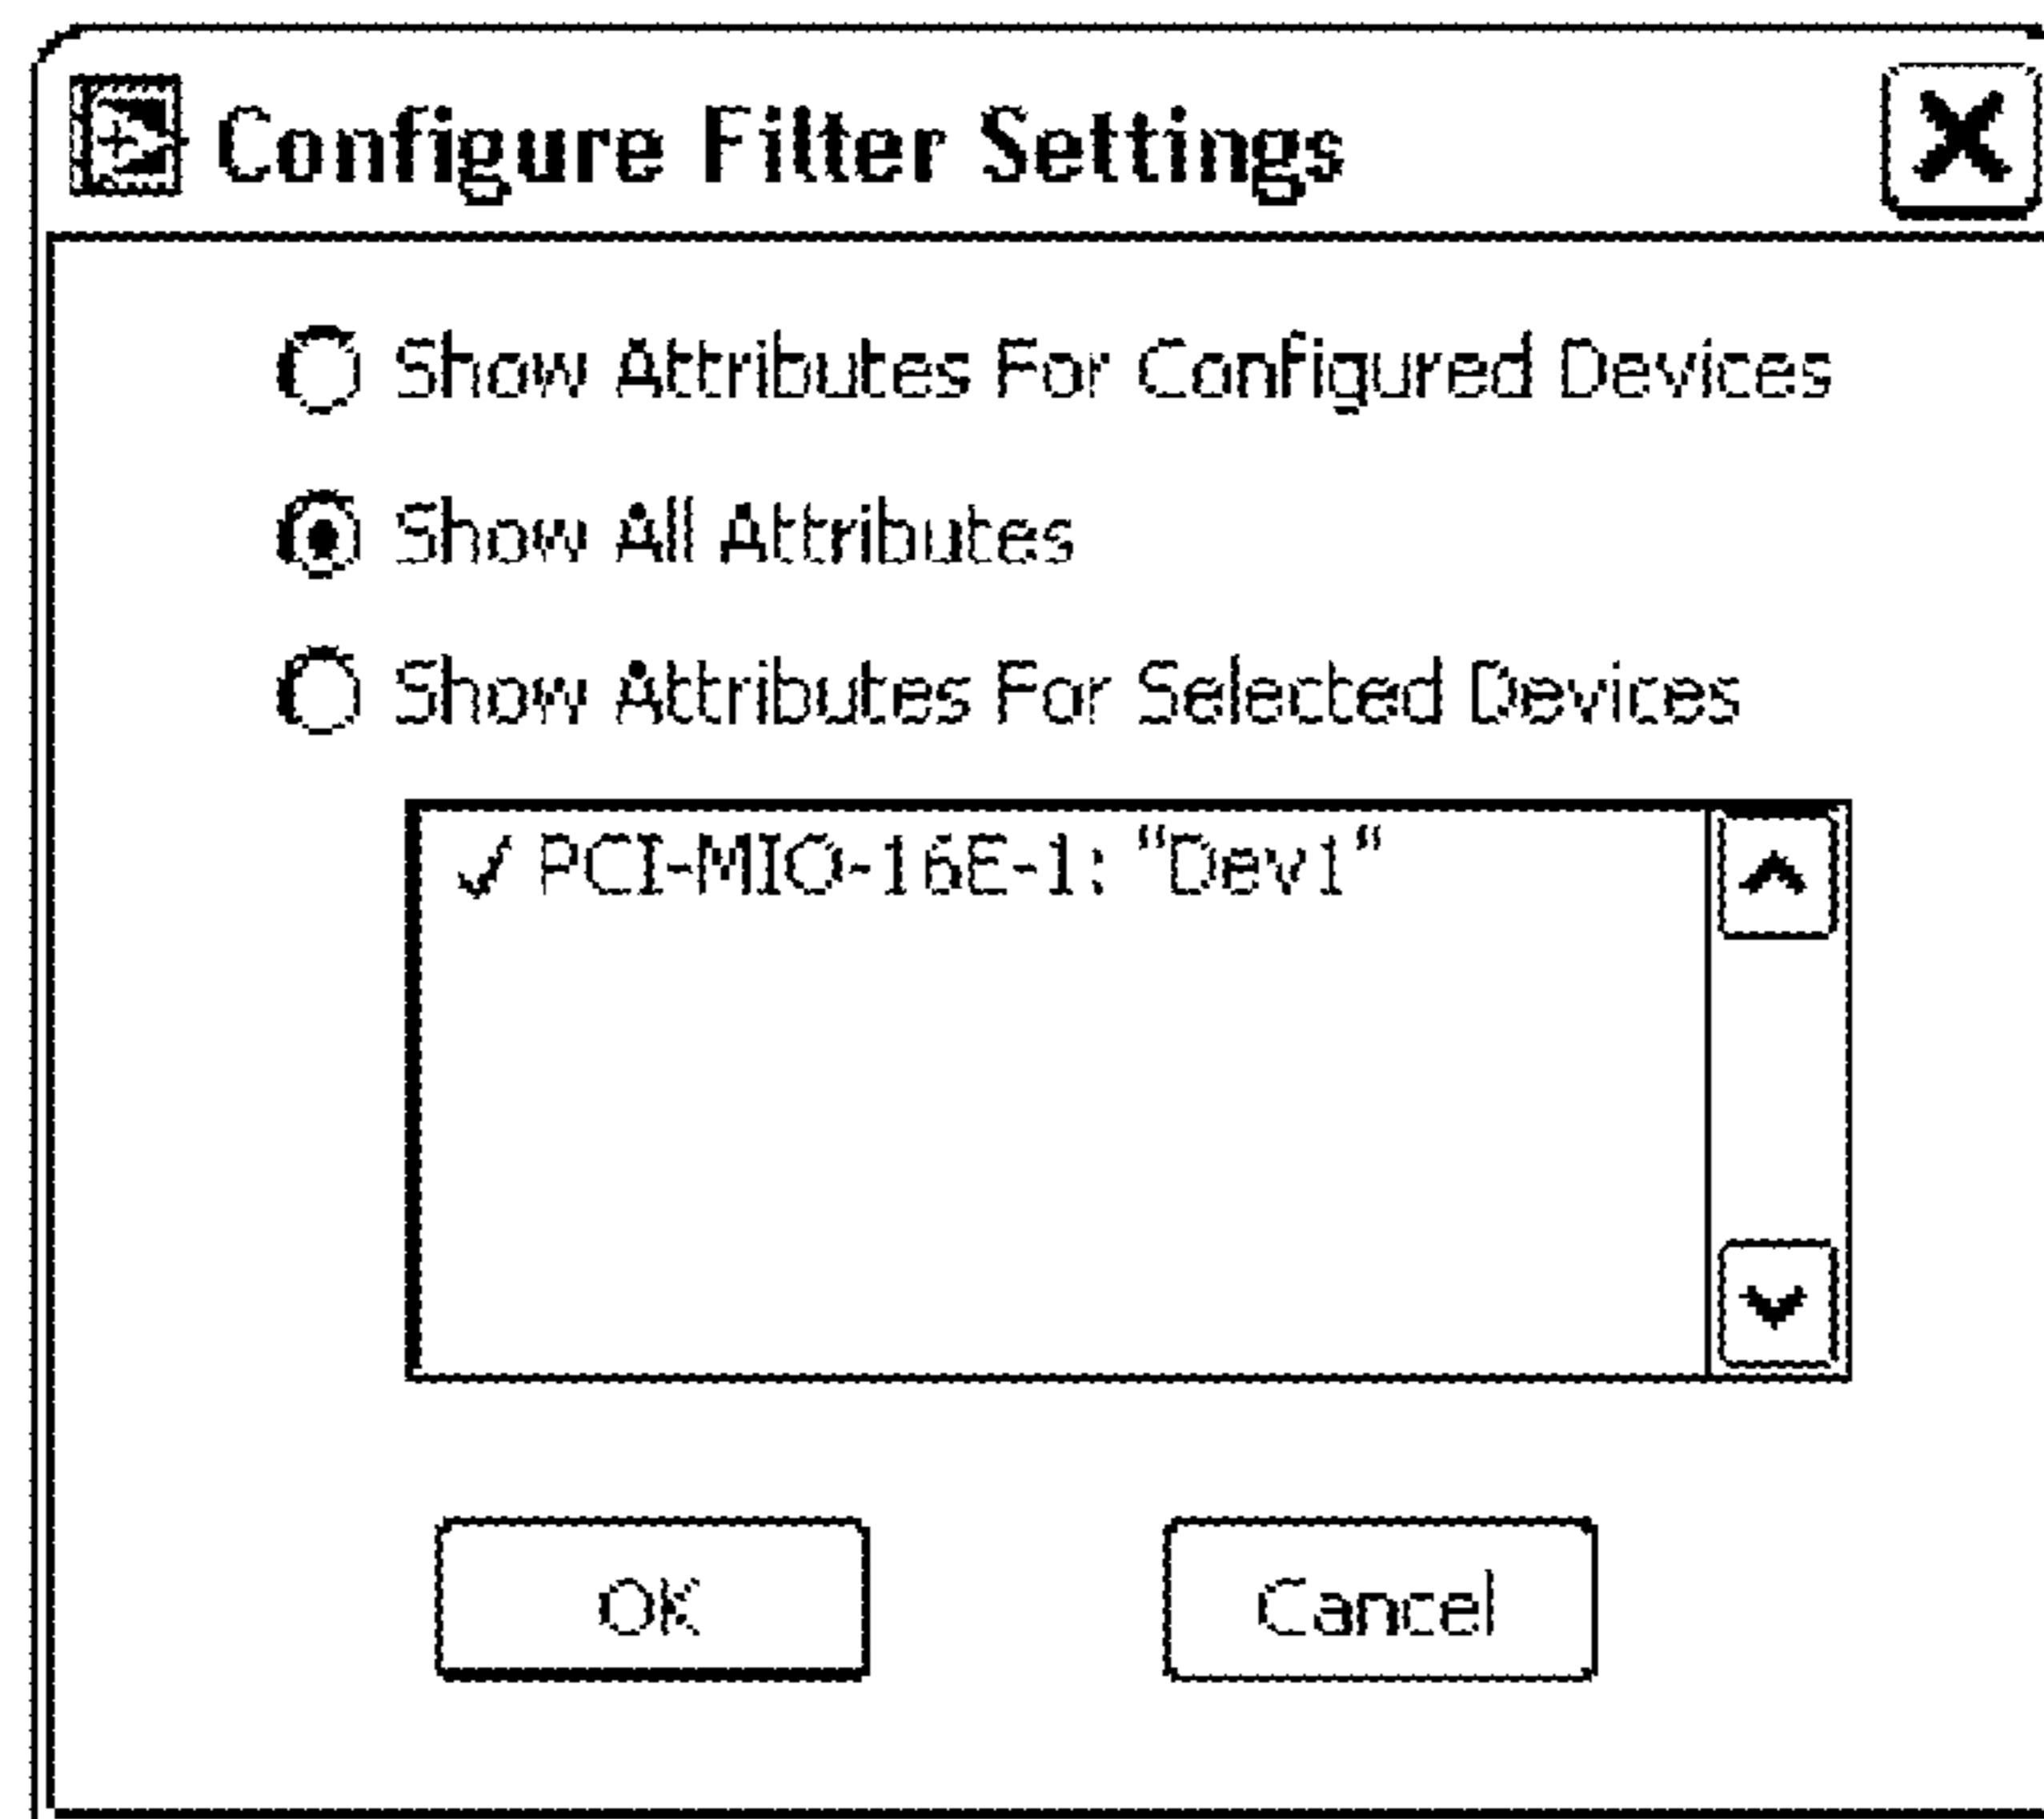 Configure Filter Settings
Show Attributes For Configured Devices
Show All Attributes
Show Attributes For Selected Devices
✓ PCI-MIO-16E-1: "Dev1"
OK
Cancel